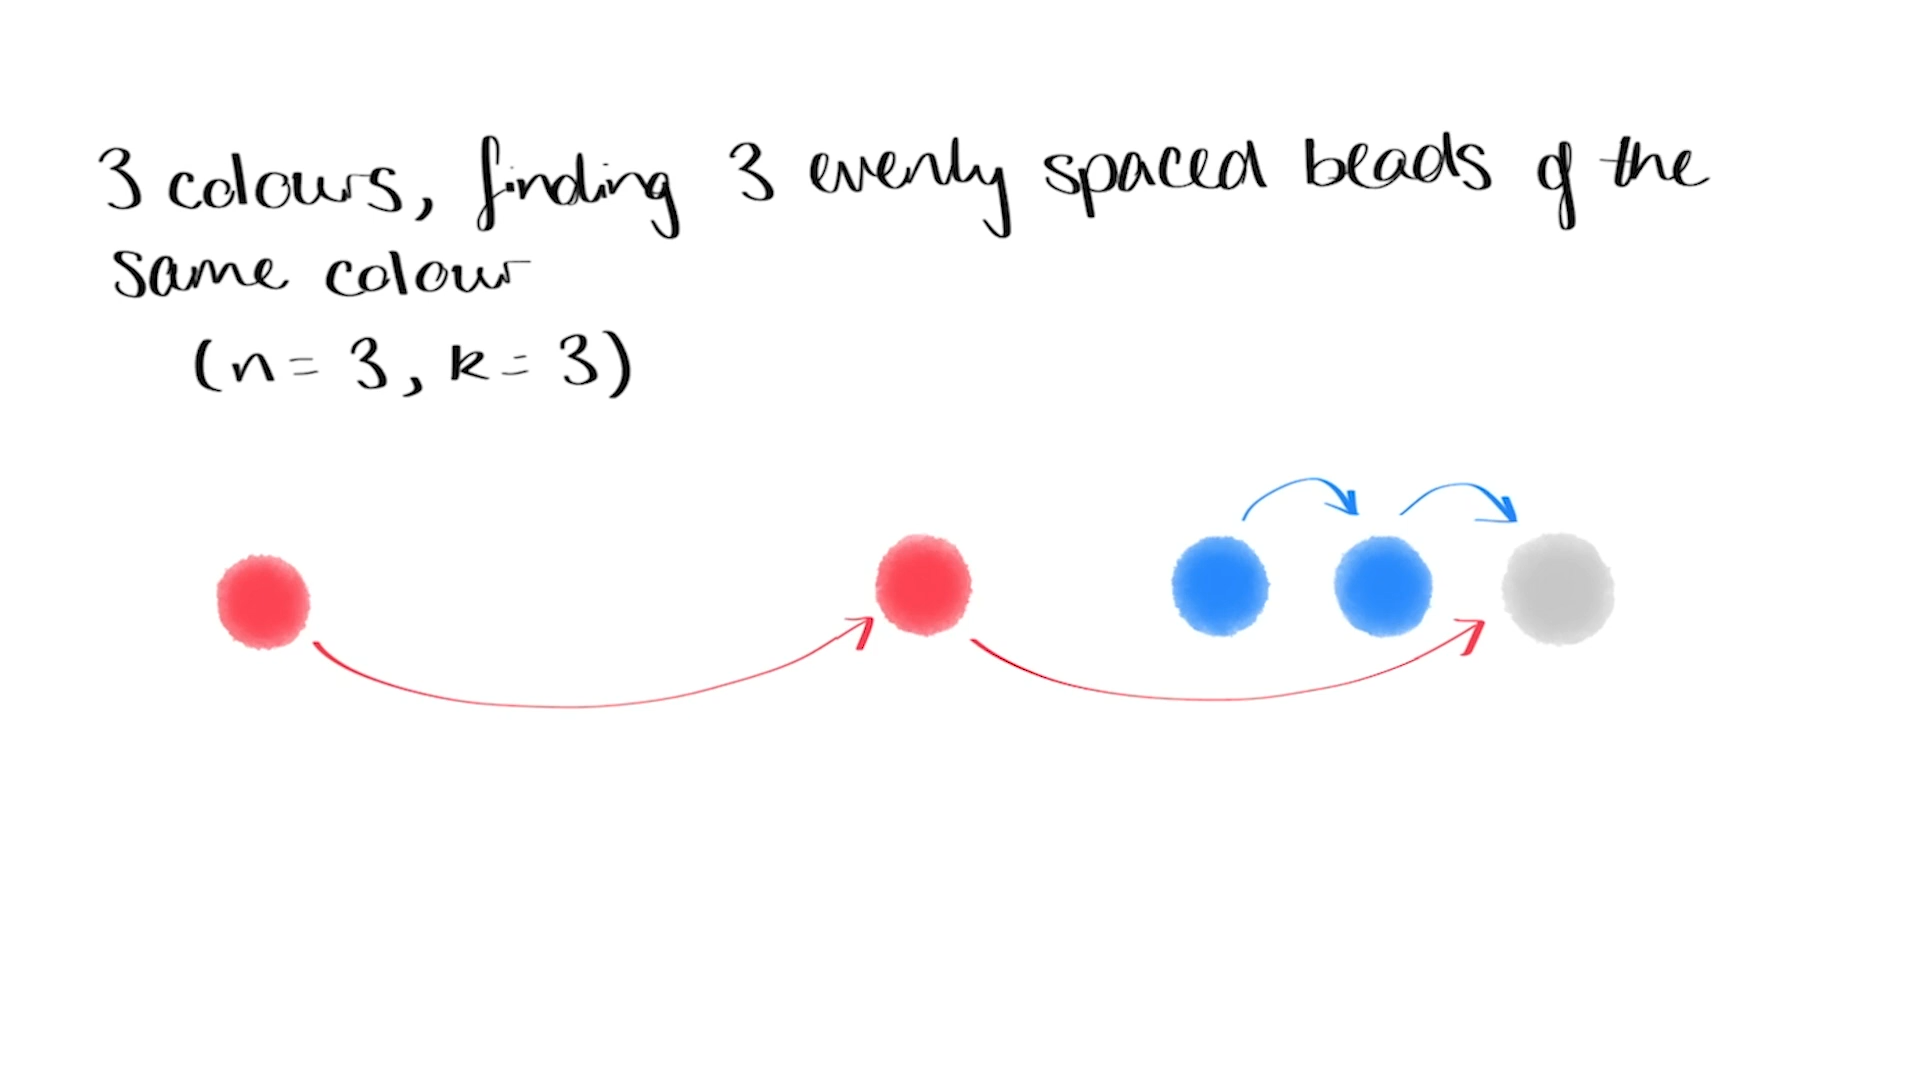 3 colours, finding 3 evenly spaced beads of the
same colour
(n = 3, k = 3)